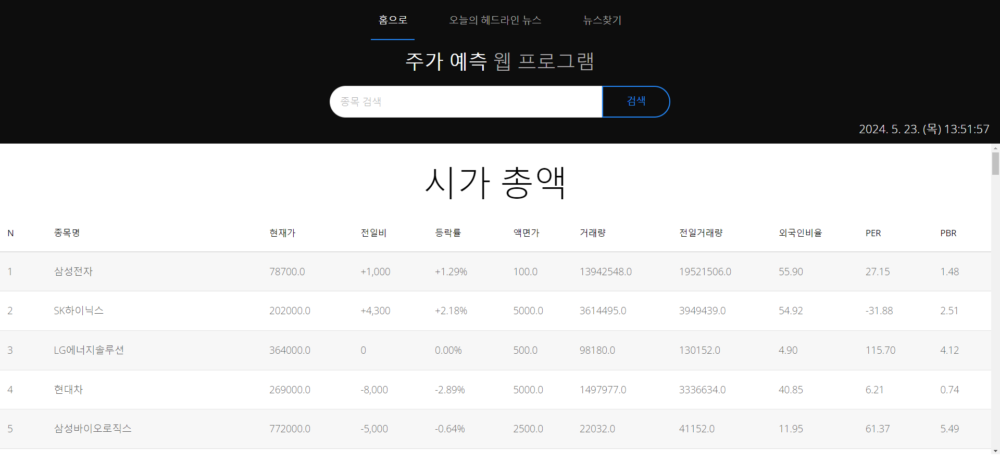 홈으로 오늘의 헤드라인 뉴스 뉴스찾기
주가 예측 웹 프로그램
종목 검색 검색
2024. 5. 23. (목) 13:51:57
시가 총액
N 종목명 현재가 전일비 등락률 액면가 거래량 전일거래량 외국인비율 PER PBR
1 삼성전자 78700.0 +1,000 +1.29% 100.0 13942548.0 19521506.0 55.90 27.15 1.48
2 SK하이닉스 202000.0 +4,300 +2.18% 5000.0 3614495.0 3949439.0 54.92 -31.88 2.51
3 LG에너지솔루션 364000.0 0 0.00% 500.0 98180.0 130152.0 4.90 115.70 4.12
4 현대차 269000.0 -8,000 -2.89% 5000.0 1497977.0 3336634.0 40.85 6.21 0.74
5 삼성바이오로직스 772000.0 -5,000 -0.64% 2500.0 22032.0 41152.0 11.95 61.37 5.49